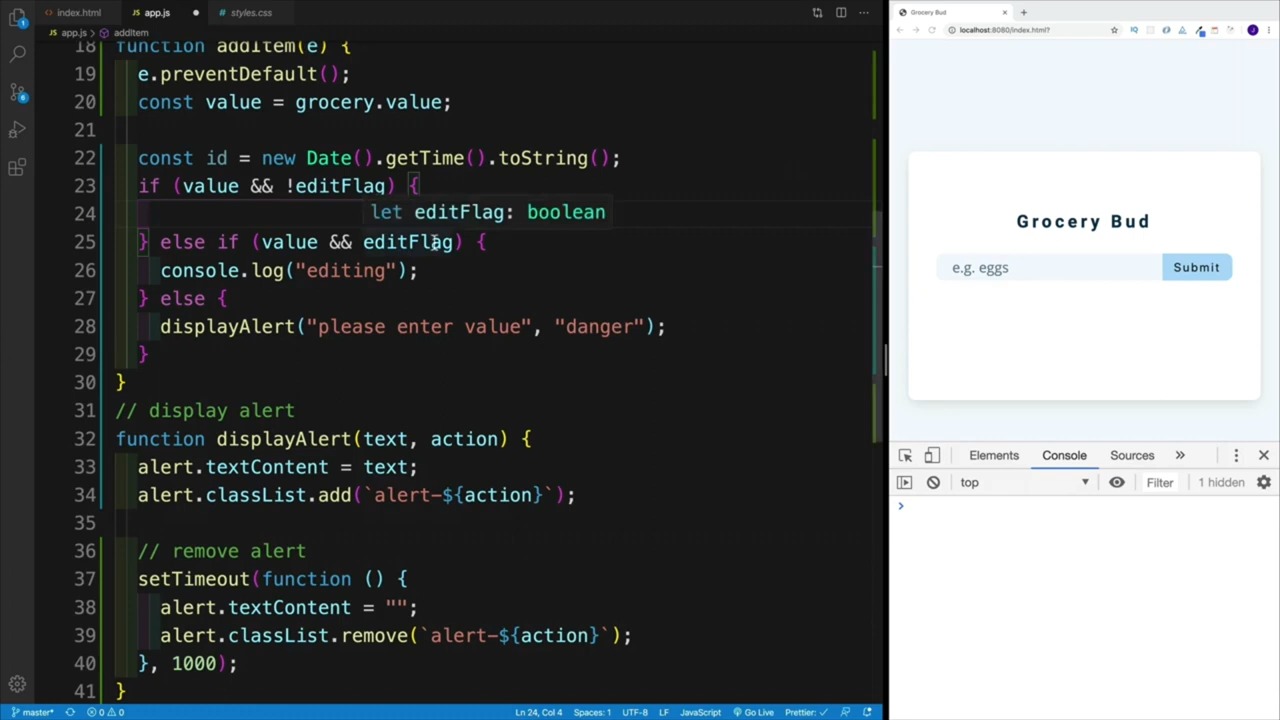 index.html
app.js
styles.css
app.js > addItem
18 function addItem(e) {
19 e.preventDefault();
20 const value = grocery.value;
21
22 const id = new Date().getTime().toString();
23 if (value && !editFlag) {
let editFlag: boolean
24
25 } else if (value && editFlag) {
26 console.log("editing");
27 } else {
28 displayAlert("please enter value", "danger");
29 }
30 }
31 // display alert
32 function displayAlert(text, action) {
33 alert.textContent = text;
34 alert.classList.add(`alert-${action}`);
35
36 // remove alert
37 setTimeout(function () {
38 alert.textContent = "";
39 alert.classList.remove(`alert-${action}`);
40 }, 1000);
41 }
1
6
master*
0 0
Ln 24, Col 4
Spaces: 1
UTF-8
LF
JavaScript
Go Live
Prettier: ✓
Grocery Bud
localhost:8080/index.html?
J
Grocery Bud
e.g. eggs
Submit
Elements
Console
Sources
»
top
Filter
1 hidden